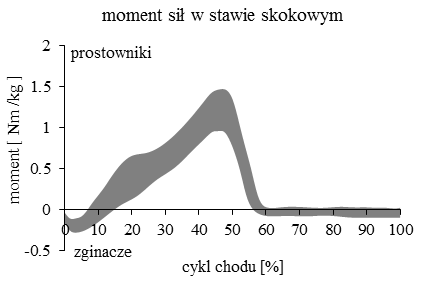 moment sił w stawie skokowym
2
prostowniki
1.5
1
0.5
0
-0.5
moment [ Nm /kg ]
0 10 20 30 40 50 60 70 80 90 100
zginacze
cykl chodu [%]